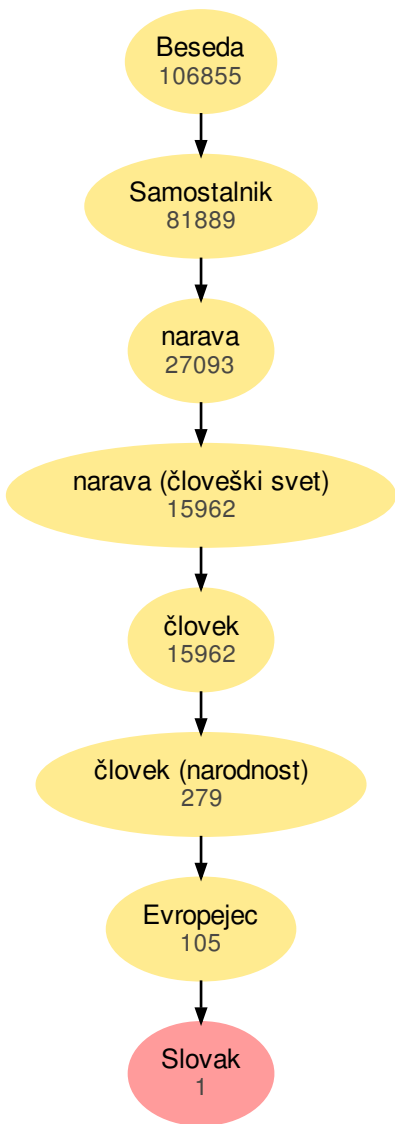 Beseda
106855
Samostalnik
81889
narava
27093
narava (človeški svet)
15962
človek
15962
človek (narodnost)
279
Evropejec
105
Slovak
1